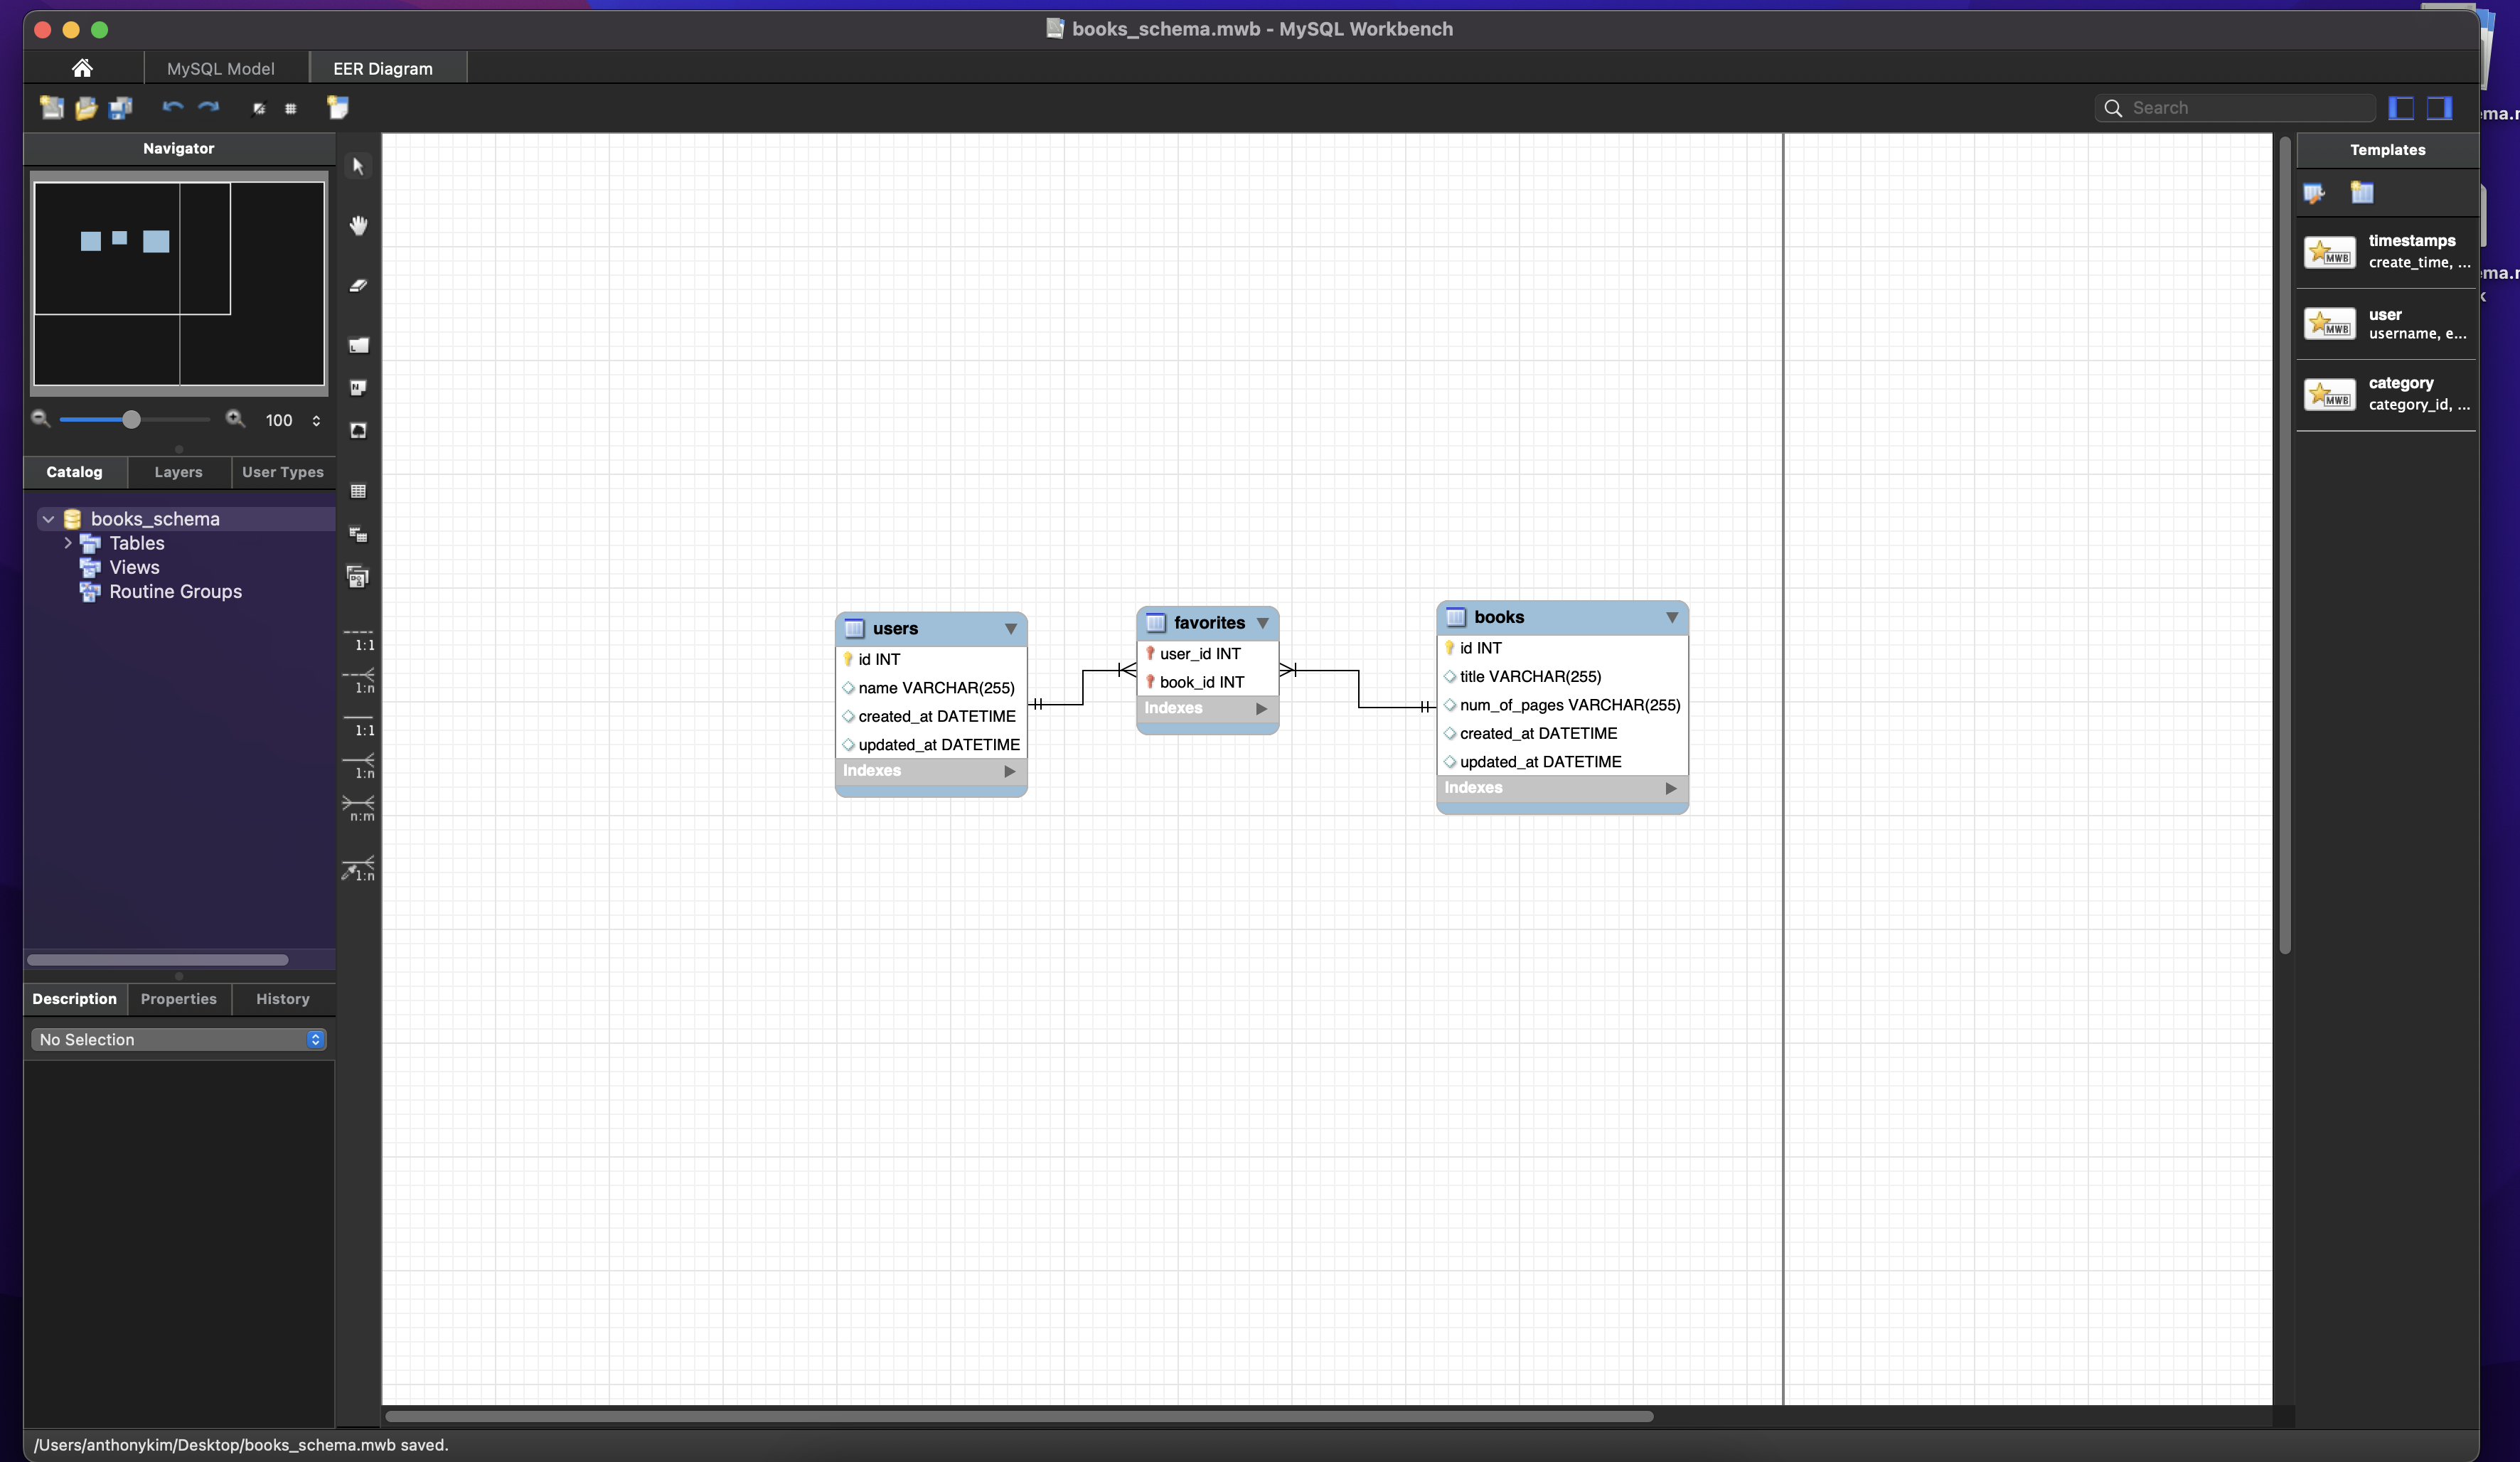 books_schema.mwb - MySQL Workbench
MySQL Model
EER Diagram
Search
Navigator
100
Catalog
Layers
User Types
books_schema
Tables
Views
Routine Groups
Description
Properties
History
No Selection
1:1
1:n
1:1
1:n
n:m
1:n
users
id INT
name VARCHAR(255)
created_at DATETIME
updated_at DATETIME
Indexes
favorites
user_id INT
book_id INT
Indexes
books
id INT
title VARCHAR(255)
num_of_pages VARCHAR(255)
created_at DATETIME
updated_at DATETIME
Indexes
Templates
MWB
timestamps
create_time, ...
MWB
user
username, e...
MWB
category
category_id, ...
/Users/anthonykim/Desktop/books_schema.mwb saved.